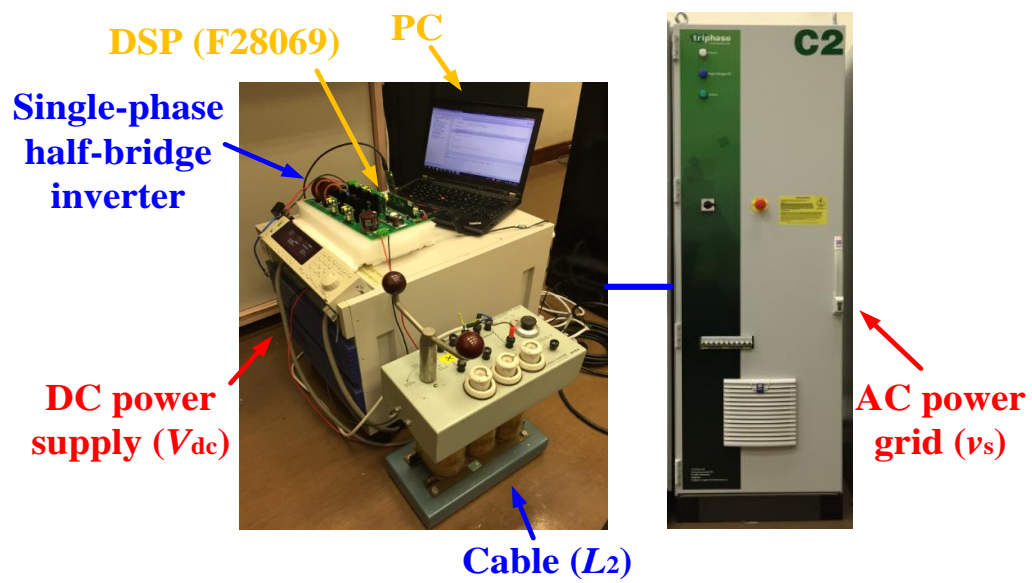 DSP (F28069)
PC
Single-phase
half-bridge
inverter
triphase
C2
DC power
supply (Vdc)
AC power
grid (vs)
Cable (L2)